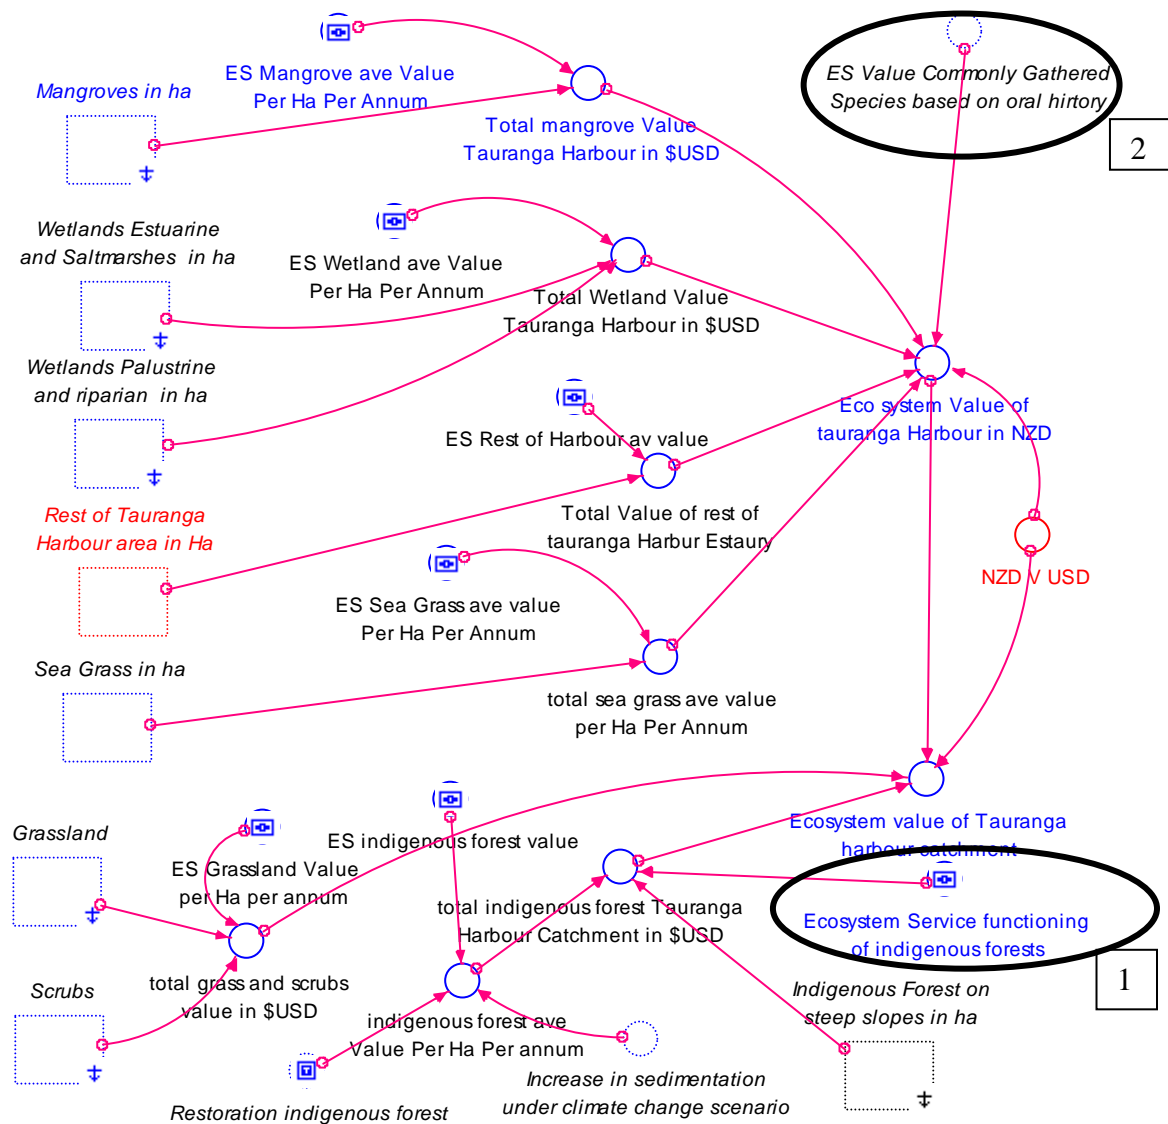 ES Mangrove ave Value
Per Ha Per Annum
Mangroves in ha
Total mangrove Value
Tauranga Harbour in $USD
ES Value Commonly Gathered
Species based on oral hirtory
2
Wetlands Estuarine
and Saltmarshes in ha
ES Wetland ave Value
Per Ha Per Annum
Total Wetland Value
Tauranga Harbour in $USD
Wetlands Palustrine
and riparian in ha
ES Rest of Harbour av value
Eco system Value of
tauranga Harbour in NZD
Rest of Tauranga
Harbour area in Ha
Total Value of rest of
tauranga Harbur Estaury
NZD V USD
ES Sea Grass ave value
Per Ha Per Annum
Sea Grass in ha
total sea grass ave value
per Ha Per Annum
Grassland
ES Grassland Value
per Ha per annum
ES indigenous forest value
Ecosystem value of Tauranga
harbour catchment
total indigenous forest Tauranga
Harbour Catchment in $USD
Ecosystem Service functioning
of indigenous forests
1
Scrubs
total grass and scrubs
value in $USD
indigenous forest ave
Value Per Ha Per annum
Indigenous Forest on
steep slopes in ha
T
Restoration indigenous forest
Increase in sedimentation
under climate change scenario